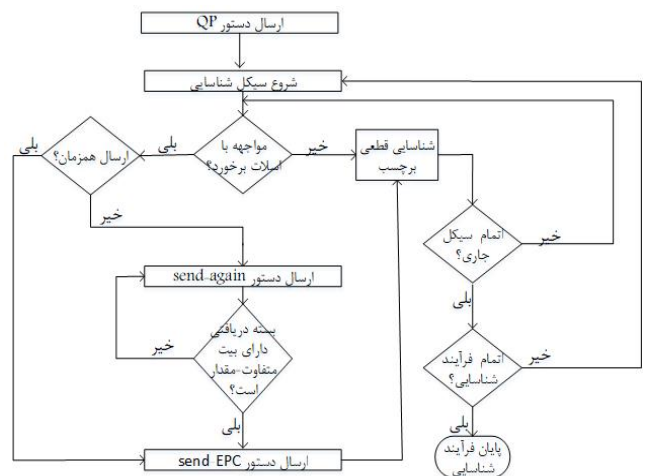 ارسال دستور QP
شروع سیکل شناسایی
مواجهه با
اسلات برخورد؟
بلی
خیر
ارسال همزمان؟
بلی
خیر
شناسایی قطعی
برچسب
اتمام سیکل
جاری؟
خیر
بلی
ارسال دستور send-again
بسته دریافتی
دارای بیت
متفاوت-مقدار
است؟
خیر
بلی
اتمام فرآیند
شناسایی؟
خیر
بلی
ارسال دستور send EPC
پایان فرآیند
شناسایی